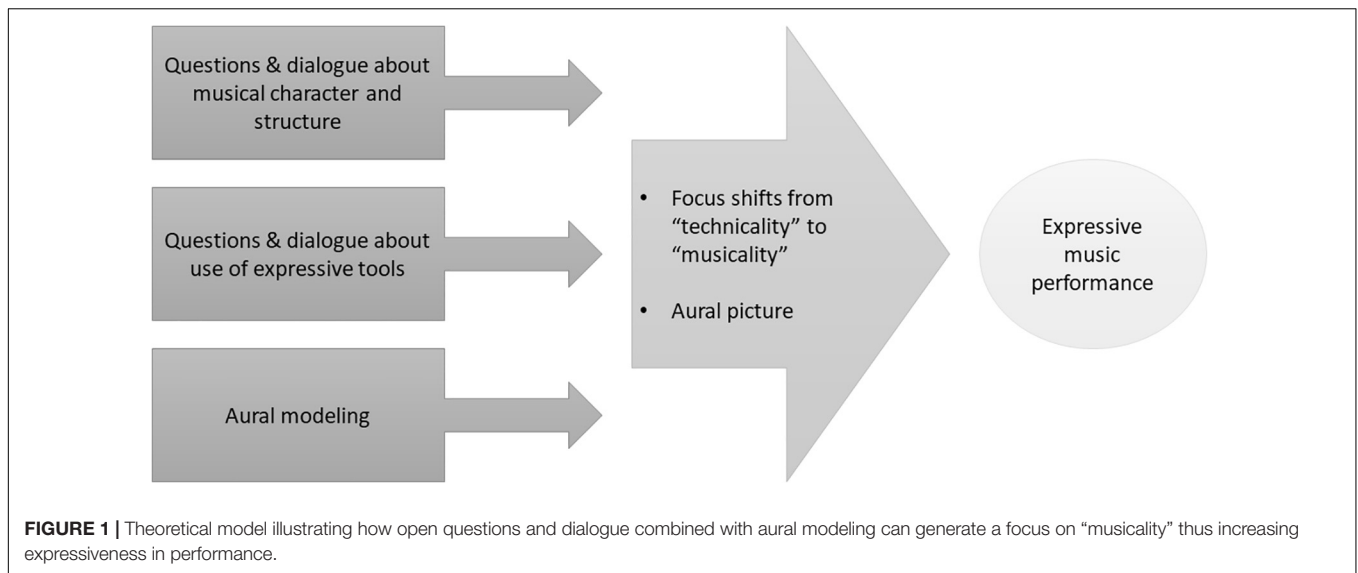 Questions & dialogue about
musical character and
structure
Questions & dialogue about
use of expressive tools
Aural modeling
• Focus shifts from
“technicality” to
“musicality”
• Aural picture
Expressive
music
performance
FIGURE 1 | Theoretical model illustrating how open questions and dialogue combined with aural modeling can generate a focus on “musicality” thus increasing
expressiveness in performance.